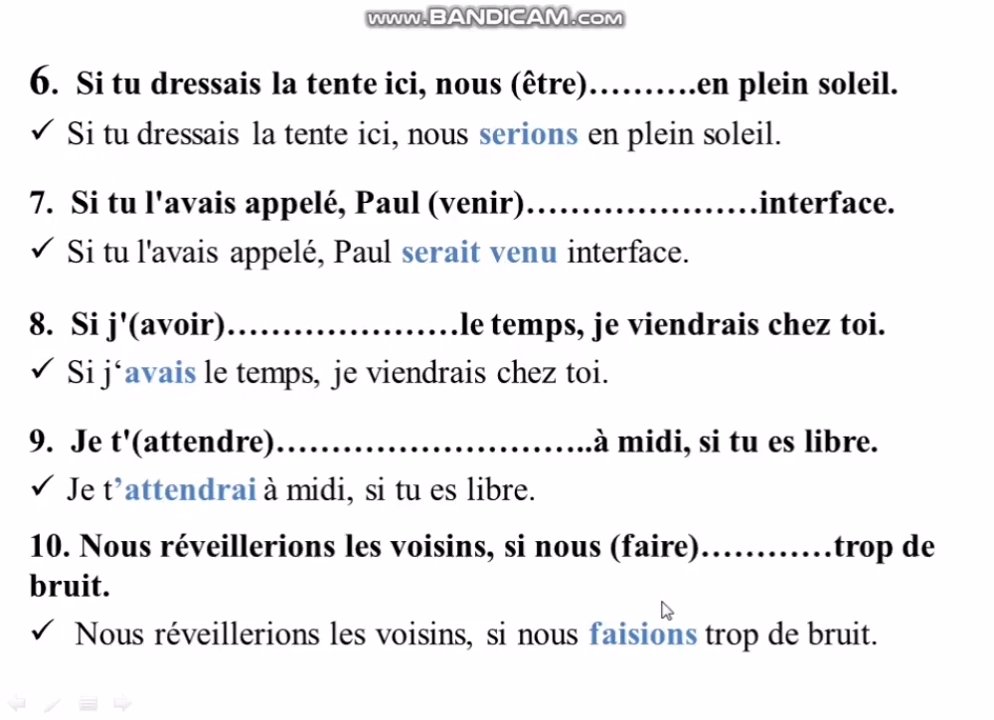 www.BANDICAM.com
6. Si tu dressais la tente ici, nous (être)……….en plein soleil.
✓ Si tu dressais la tente ici, nous serions en plein soleil.
7. Si tu l'avais appelé, Paul (venir)…………………interface.
✓ Si tu l'avais appelé, Paul serait venu interface.
8. Si j'(avoir)…………………le temps, je viendrais chez toi.
✓ Si j‘avais le temps, je viendrais chez toi.
9. Je t'(attendre)………………………..à midi, si tu es libre.
✓ Je t’attendrai à midi, si tu es libre.
10. Nous réveillerions les voisins, si nous (faire)…………trop de
bruit.
✓ Nous réveillerions les voisins, si nous faisions trop de bruit.